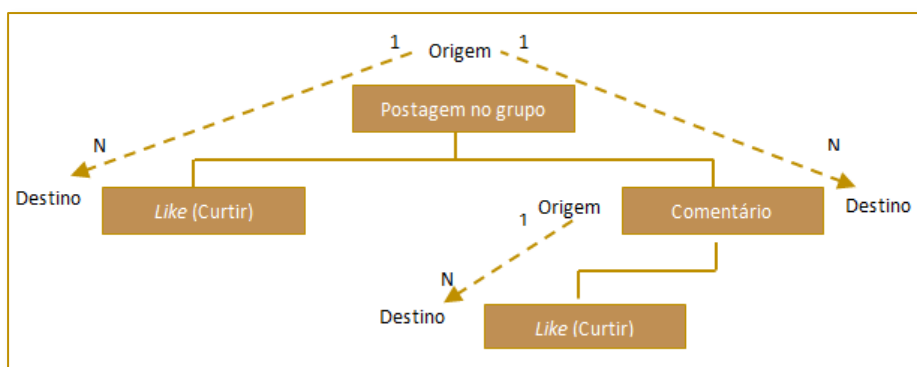 1 Origem 1
Postagem no grupo
N
N
Destino
Like (Curtir)
Origem
Comentário
Destino
1
N
Destino
Like (Curtir)